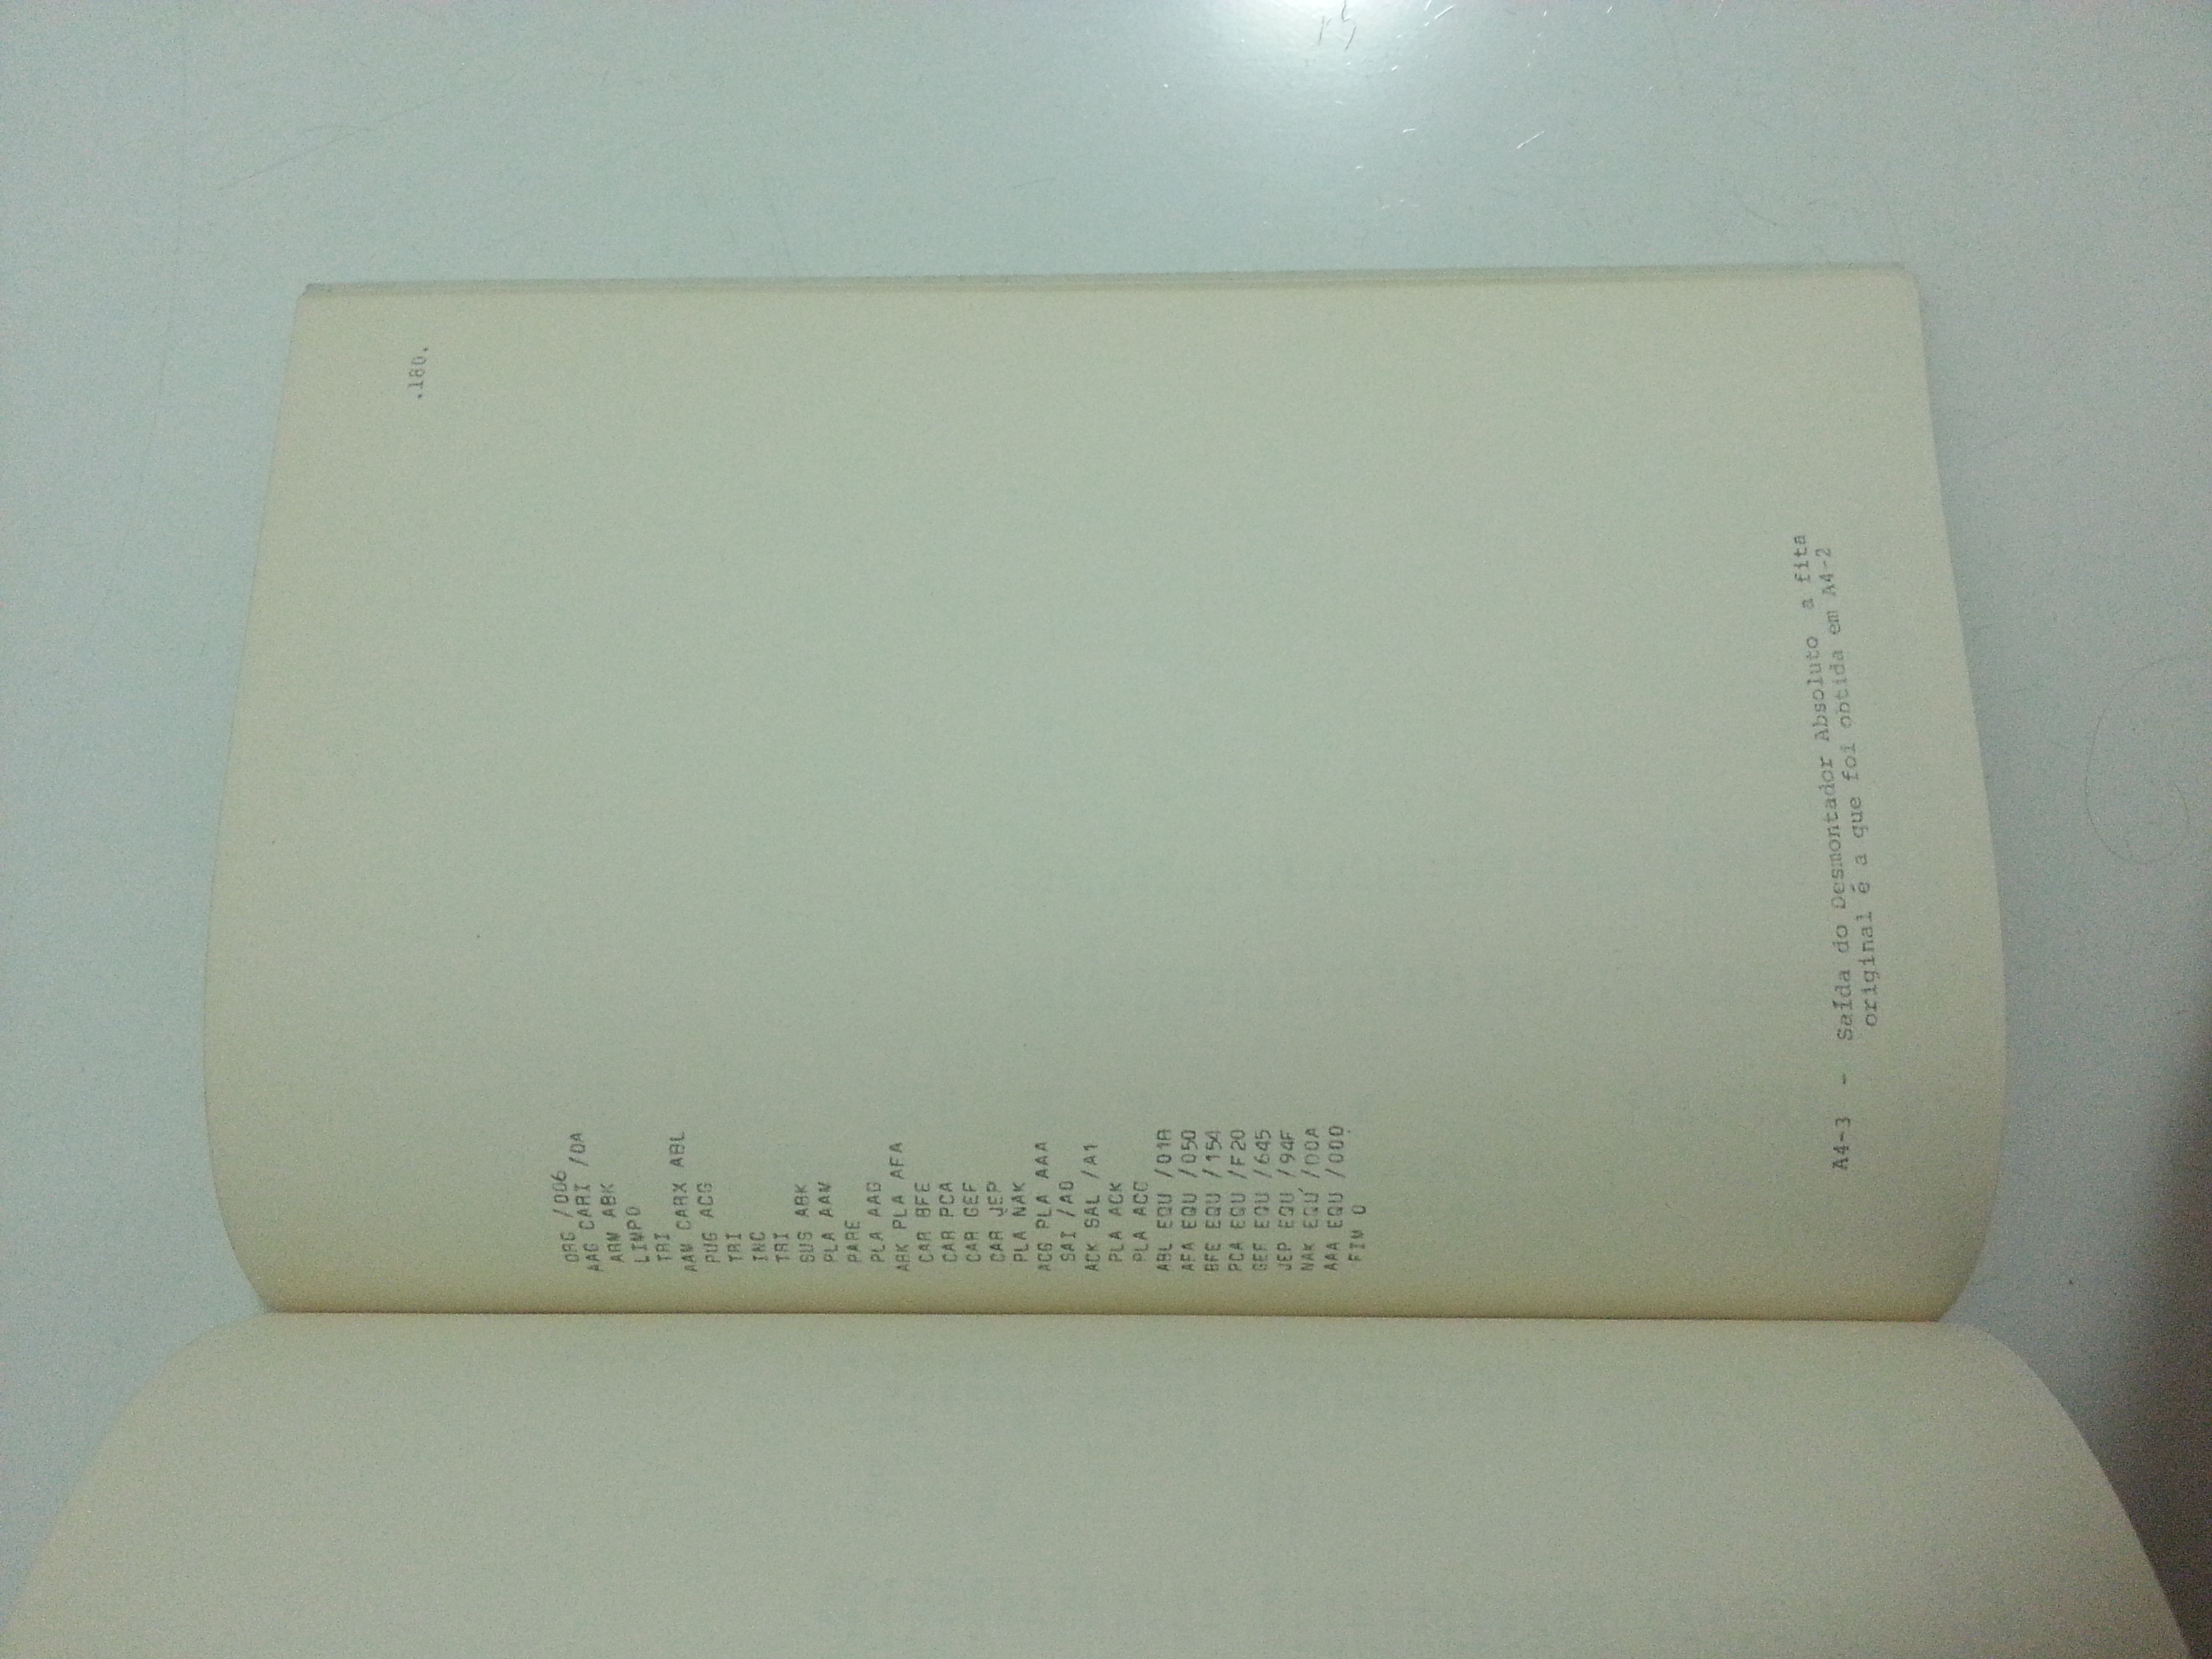 .180.
ORG /006
AAG CARI /0A
ARM ABK
LIMPO
TRI
AAM CARX ABL
PUG ACG
TRI
INC
TRI
SUS ABK
PLA AAM
PARE
PLA AAG
ABK PLA AFA
CAR BFE
CAR PCA
CAR GEF
CAR JEP
PLA NAK
ACG PLA AAA
SAI /A0
ACK SAL /A1
PLA ACK
PLA ACG
ABL EQU /01B
AFA EQU /050
BFE EQU /154
PCA EQU /F20
GEF EQU /645
JEP EQU /94F
NAK EQU /D0A
AAA EQU /000
FIM 0
A4-3 - Saída do Desmontador Absoluto a fita
original é a que foi obtida em A4-2